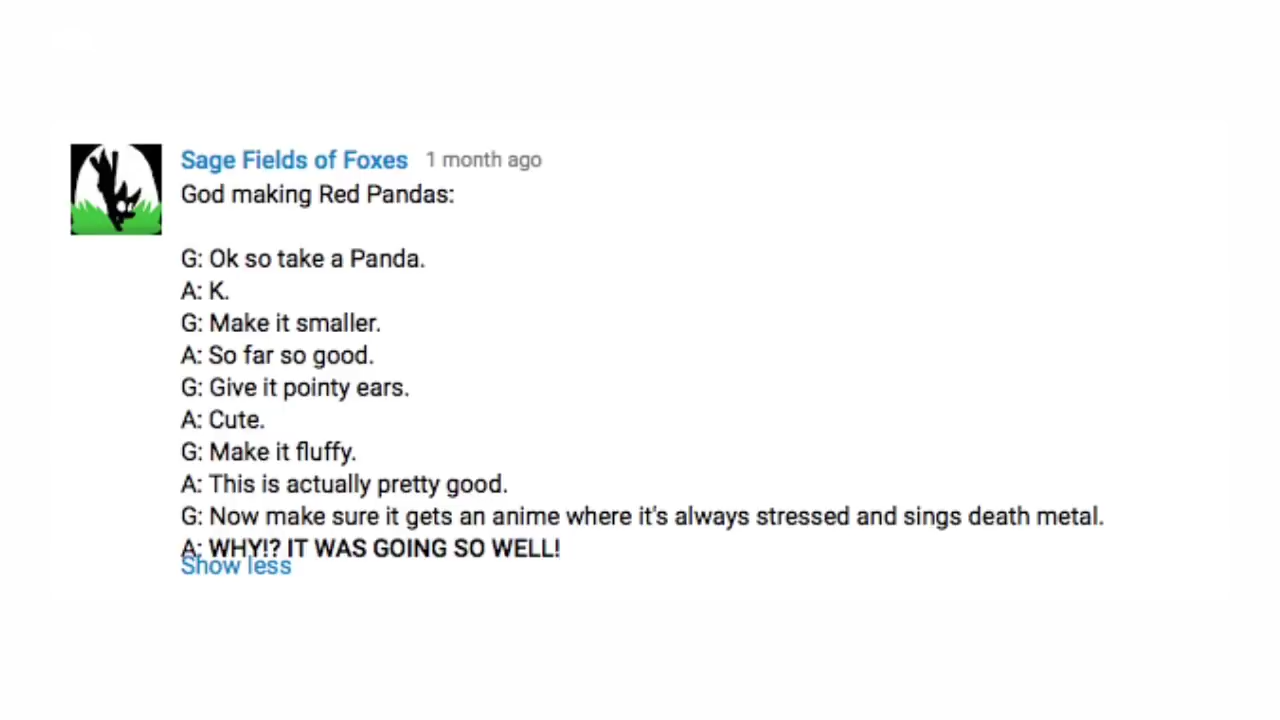 Sage Fields of Foxes 1 month ago
God making Red Pandas:
G: Ok so take a Panda.
A: K.
G: Make it smaller.
A: So far so good.
G: Give it pointy ears.
A: Cute.
G: Make it fluffy.
A: This is actually pretty good.
G: Now make sure it gets an anime where it's always stressed and sings death metal.
A: WHY!? IT WAS GOING SO WELL!
Show less